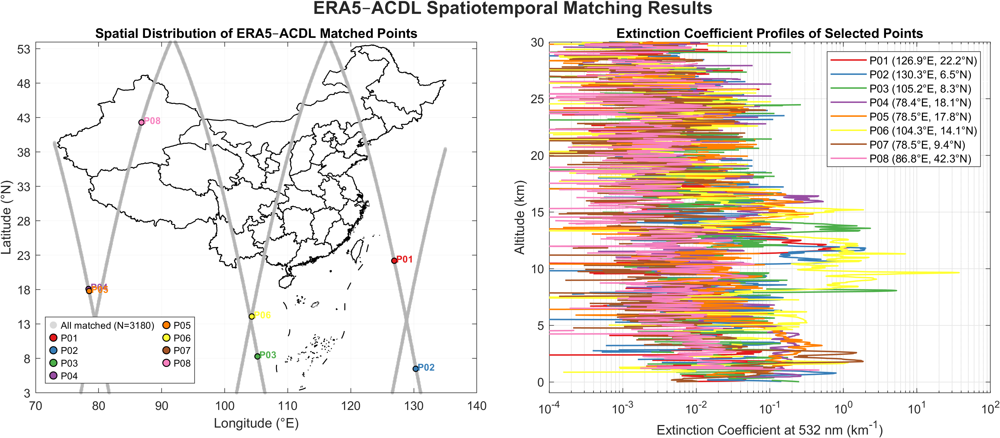 ERA5−ACDL Spatiotemporal Matching Results
Spatial Distribution of ERA5−ACDL Matched Points
53
48
43
38
33
28
23
18
13
8
3
Latitude (°N)
P08
P01
P04
P05
P06
P03
P02
All matched (N=3180)
P01
P02
P03
P04
P05
P06
P07
P08
70 80 90 100 110 120 130 140
Longitude (°E)
Extinction Coefficient Profiles of Selected Points
30
25
20
15
10
5
0
Altitude (km)
P01 (126.9°E, 22.2°N)
P02 (130.3°E, 6.5°N)
P03 (105.2°E, 8.3°N)
P04 (78.4°E, 18.1°N)
P05 (78.5°E, 17.8°N)
P06 (104.3°E, 14.1°N)
P07 (78.5°E, 9.4°N)
P08 (86.8°E, 42.3°N)
10⁻⁴ 10⁻³ 10⁻² 10⁻¹ 10⁰ 10¹ 10²
Extinction Coefficient at 532 nm (km⁻¹)